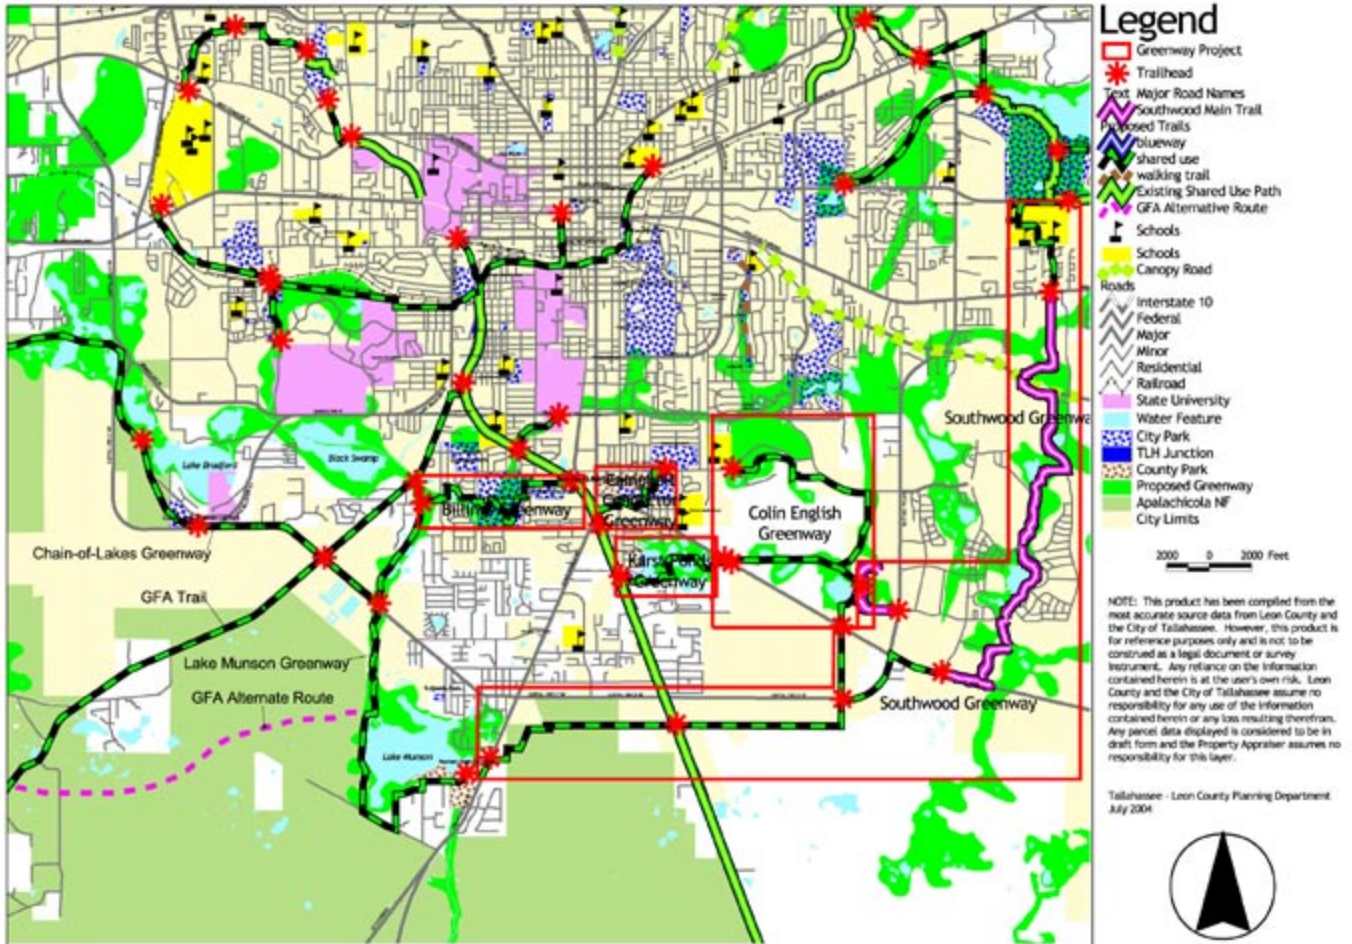 Legend
Greenway Project
Trailhead
Text Major Road Names
Southwood Main Trail
Proposed Trails
blueway
shared use
walking trail
Existing Shared Use Path
GFA Alternative Route
Schools
Schools
Canopy Road
Roads
Interstate 10
Federal
Major
Minor
Residential
Railroad
State University
Water Feature
City Park
TLH Junction
County Park
Proposed Greenway
Apalachicola NF
City Limits
2000 0 2000 Feet
NOTE: This product has been compiled from the
most accurate source data from Leon County and
the City of Tallahassee. However, this product is
for reference purposes only and is not to be
construed as a legal document or survey
instrument. Any reliance on the information
contained herein is at the user's own risk. Leon
County and the City of Tallahassee assume no
responsibility for any use of the information
contained herein or any loss resulting therefrom.
Any parcel data displayed is considered to be in
draft form and the Property Appraiser assumes no
responsibility for this layer.
Tallahassee - Leon County Planning Department
July 2004
Southwood Greenwa
Lake Bradford
Black Swamp
Greenway
Colin English
Greenway
Greenway
Karst Ponds
Greenway
Chain-of-Lakes Greenway
GFA Trail
Lake Munson Greenway
GFA Alternate Route
Southwood Greenway
Lake Munson